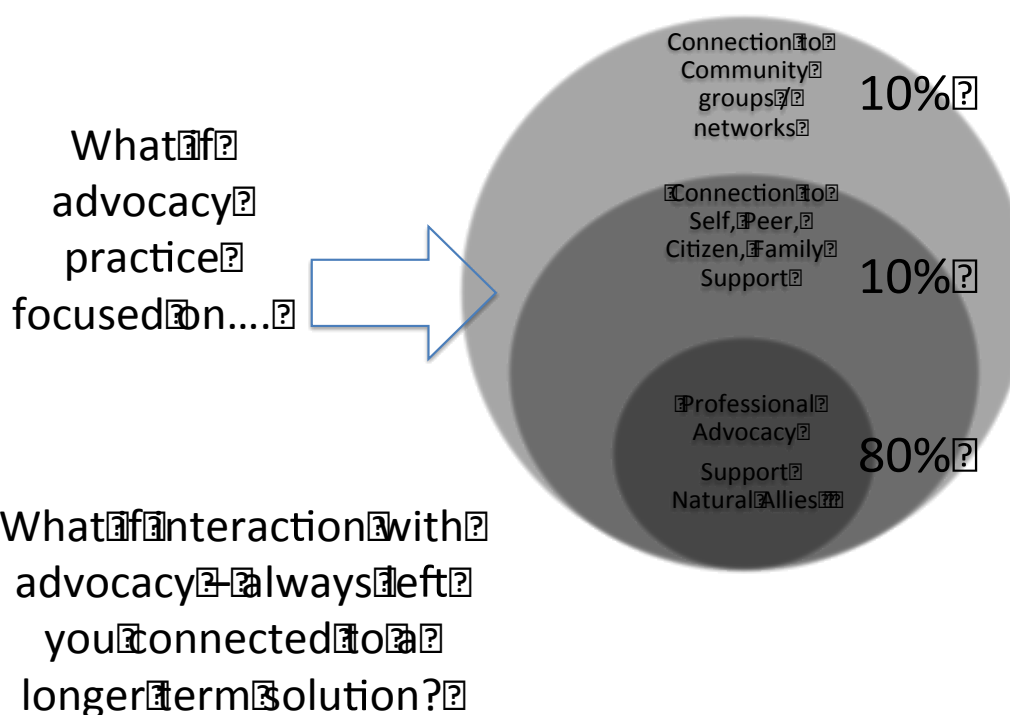 What if
advocacy
practice
focused on....
Connection to
Community
groups /
networks
10%
Connection to
Self, Peer,
Citizen, Family
Support
10%
Professional
Advocacy
Support
Natural Allies
80%
What if interaction with
advocacy – always left
you connected to a
longer term solution?